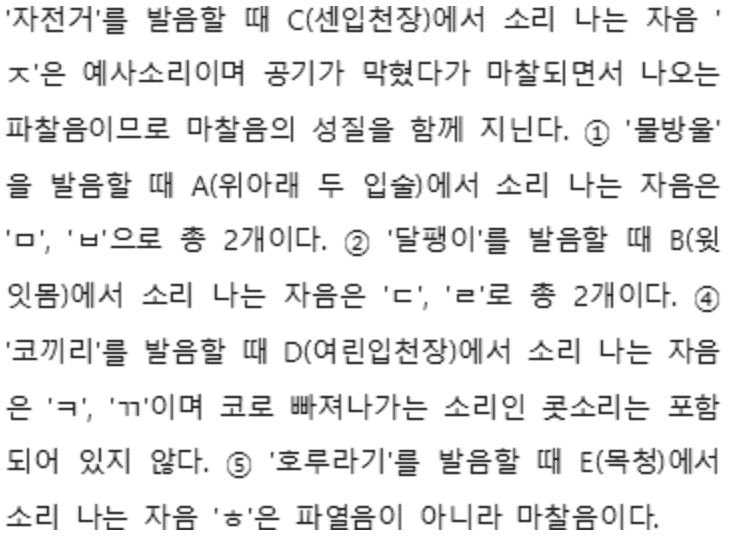 '자전거'를 발음할 때 C(센입천장)에서 소리 나는 자음 '
ㅈ'은 예사소리이며 공기가 막혔다가 마찰되면서 나오는
파찰음이므로 마찰음의 성질을 함께 지닌다. ① '물방울'
을 발음할 때 A(위아래 두 입술)에서 소리 나는 자음은
'ㅁ', 'ㅂ'으로 총 2개이다. ② '달팽이'를 발음할 때 B(윗
잇몸)에서 소리 나는 자음은 'ㄷ', 'ㄹ'로 총 2개이다. ④
'코끼리'를 발음할 때 D(여린입천장)에서 소리 나는 자음
은 'ㅋ', 'ㄲ'이며 코로 빠져나가는 소리인 콧소리는 포함
되어 있지 않다. ⑤ '호루라기'를 발음할 때 E(목청)에서
소리 나는 자음 'ㅎ'은 파열음이 아니라 마찰음이다.